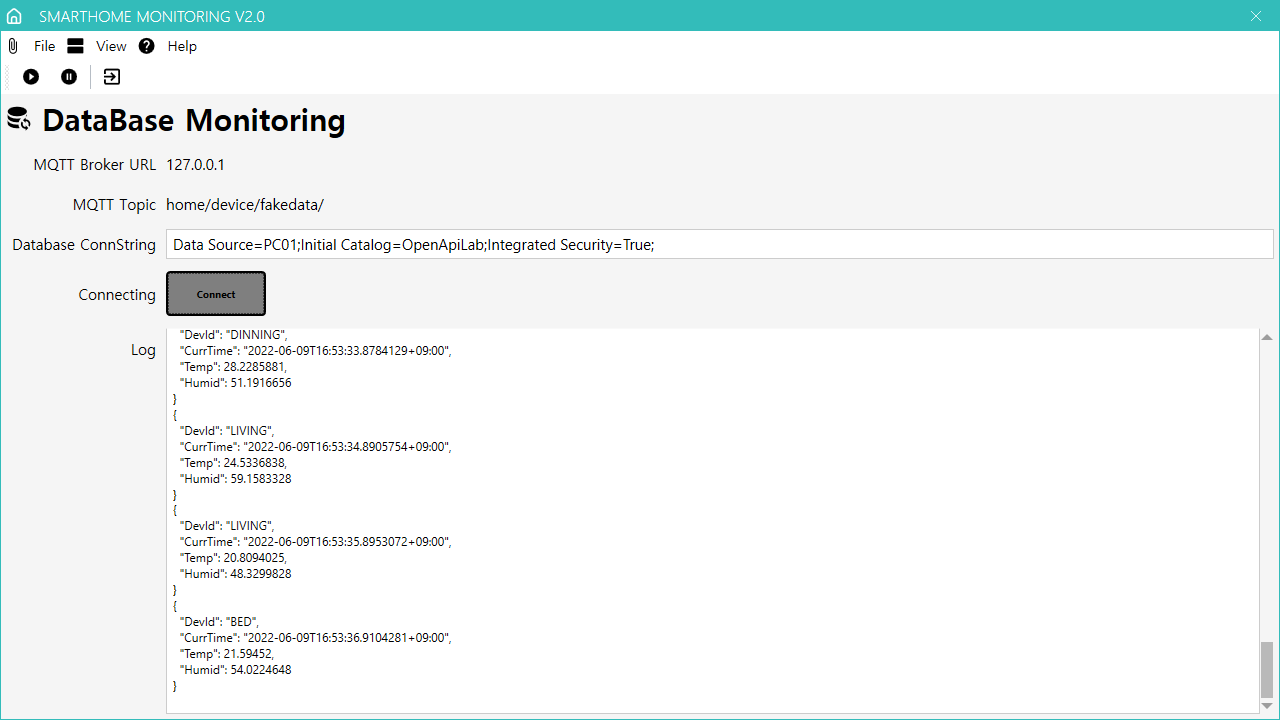 SMARTHOME MONITORING V2.0
File View Help
DataBase Monitoring
MQTT Broker URL 127.0.0.1
MQTT Topic home/device/fakedata/
Database ConnString Data Source=PC01;Initial Catalog=OpenApiLab;Integrated Security=True;
Connecting Connect
Log
"DevId": "DINNING",
"CurrTime": "2022-06-09T16:53:33.8784129+09:00",
"Temp": 28.2285881,
"Humid": 51.1916656
}
{
"DevId": "LIVING",
"CurrTime": "2022-06-09T16:53:34.8905754+09:00",
"Temp": 24.5336838,
"Humid": 59.1583328
}
{
"DevId": "LIVING",
"CurrTime": "2022-06-09T16:53:35.8953072+09:00",
"Temp": 20.8094025,
"Humid": 48.3299828
}
{
"DevId": "BED",
"CurrTime": "2022-06-09T16:53:36.9104281+09:00",
"Temp": 21.59452,
"Humid": 54.0224648
}